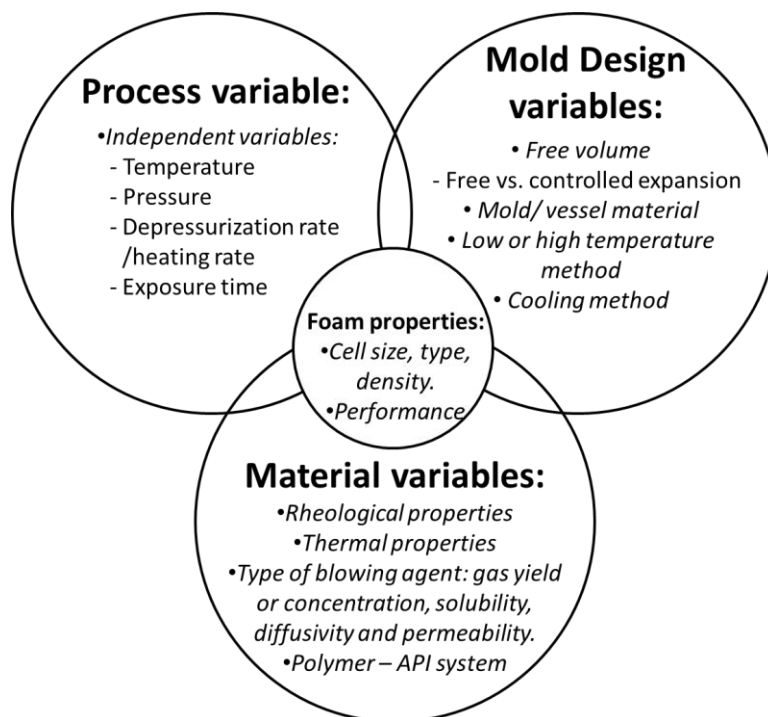 Process variable:
•Independent variables:
- Temperature
- Pressure
- Depressurization rate
/heating rate
- Exposure time
Mold Design
variables:
• Free volume
- Free vs. controlled expansion
• Mold/ vessel material
• Low or high temperature
method
• Cooling method
Foam properties:
•Cell size, type,
density.
•Performance
Material variables:
•Rheological properties
•Thermal properties
•Type of blowing agent: gas yield
or concentration, solubility,
diffusivity and permeability.
•Polymer – API system